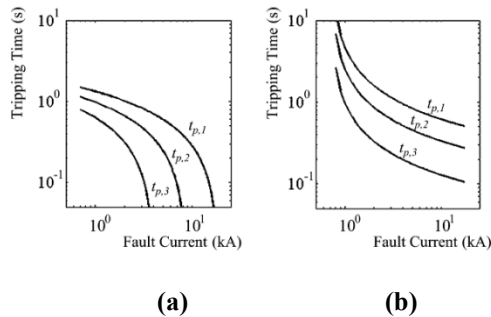 Tripping Time (s)
10^1
10^0
10^-1
t_p,1
t_p,2
t_p,3
10^0
10^1
Fault Current (kA)
(a)
Tripping Time (s)
10^1
10^0
10^-1
t_p,1
t_p,2
t_p,3
10^0
10^1
Fault Current (kA)
(b)